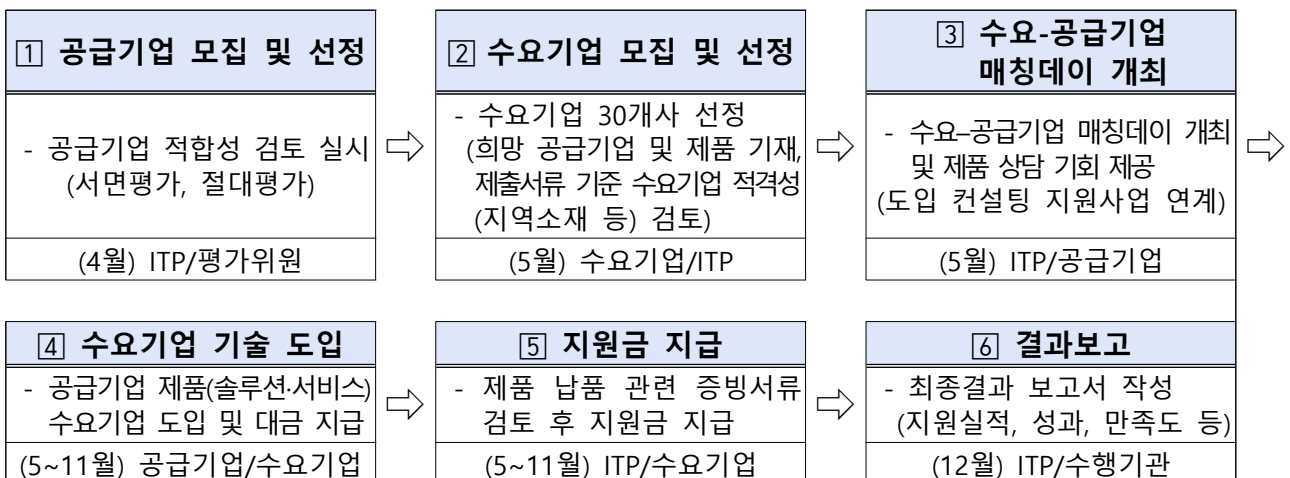 1 공급기업 모집 및 선정
- 공급기업 적합성 검토 실시
(서면평가, 절대평가)
(4월) ITP/평가위원
2 수요기업 모집 및 선정
- 수요기업 30개사 선정
(희망 공급기업 및 제품 기재,
제출서류 기준 수요기업 적격성
(지역소재 등) 검토)
(5월) 수요기업/ITP
3 수요-공급기업
매칭데이 개최
- 수요–공급기업 매칭데이 개최
및 제품 상담 기회 제공
(도입 컨설팅 지원사업 연계)
(5월) ITP/공급기업
4 수요기업 기술 도입
- 공급기업 제품(솔루션·서비스)
수요기업 도입 및 대금 지급
(5~11월) 공급기업/수요기업
5 지원금 지급
- 제품 납품 관련 증빙서류
검토 후 지원금 지급
(5~11월) ITP/수요기업
6 결과보고
- 최종결과 보고서 작성
(지원실적, 성과, 만족도 등)
(12월) ITP/수행기관